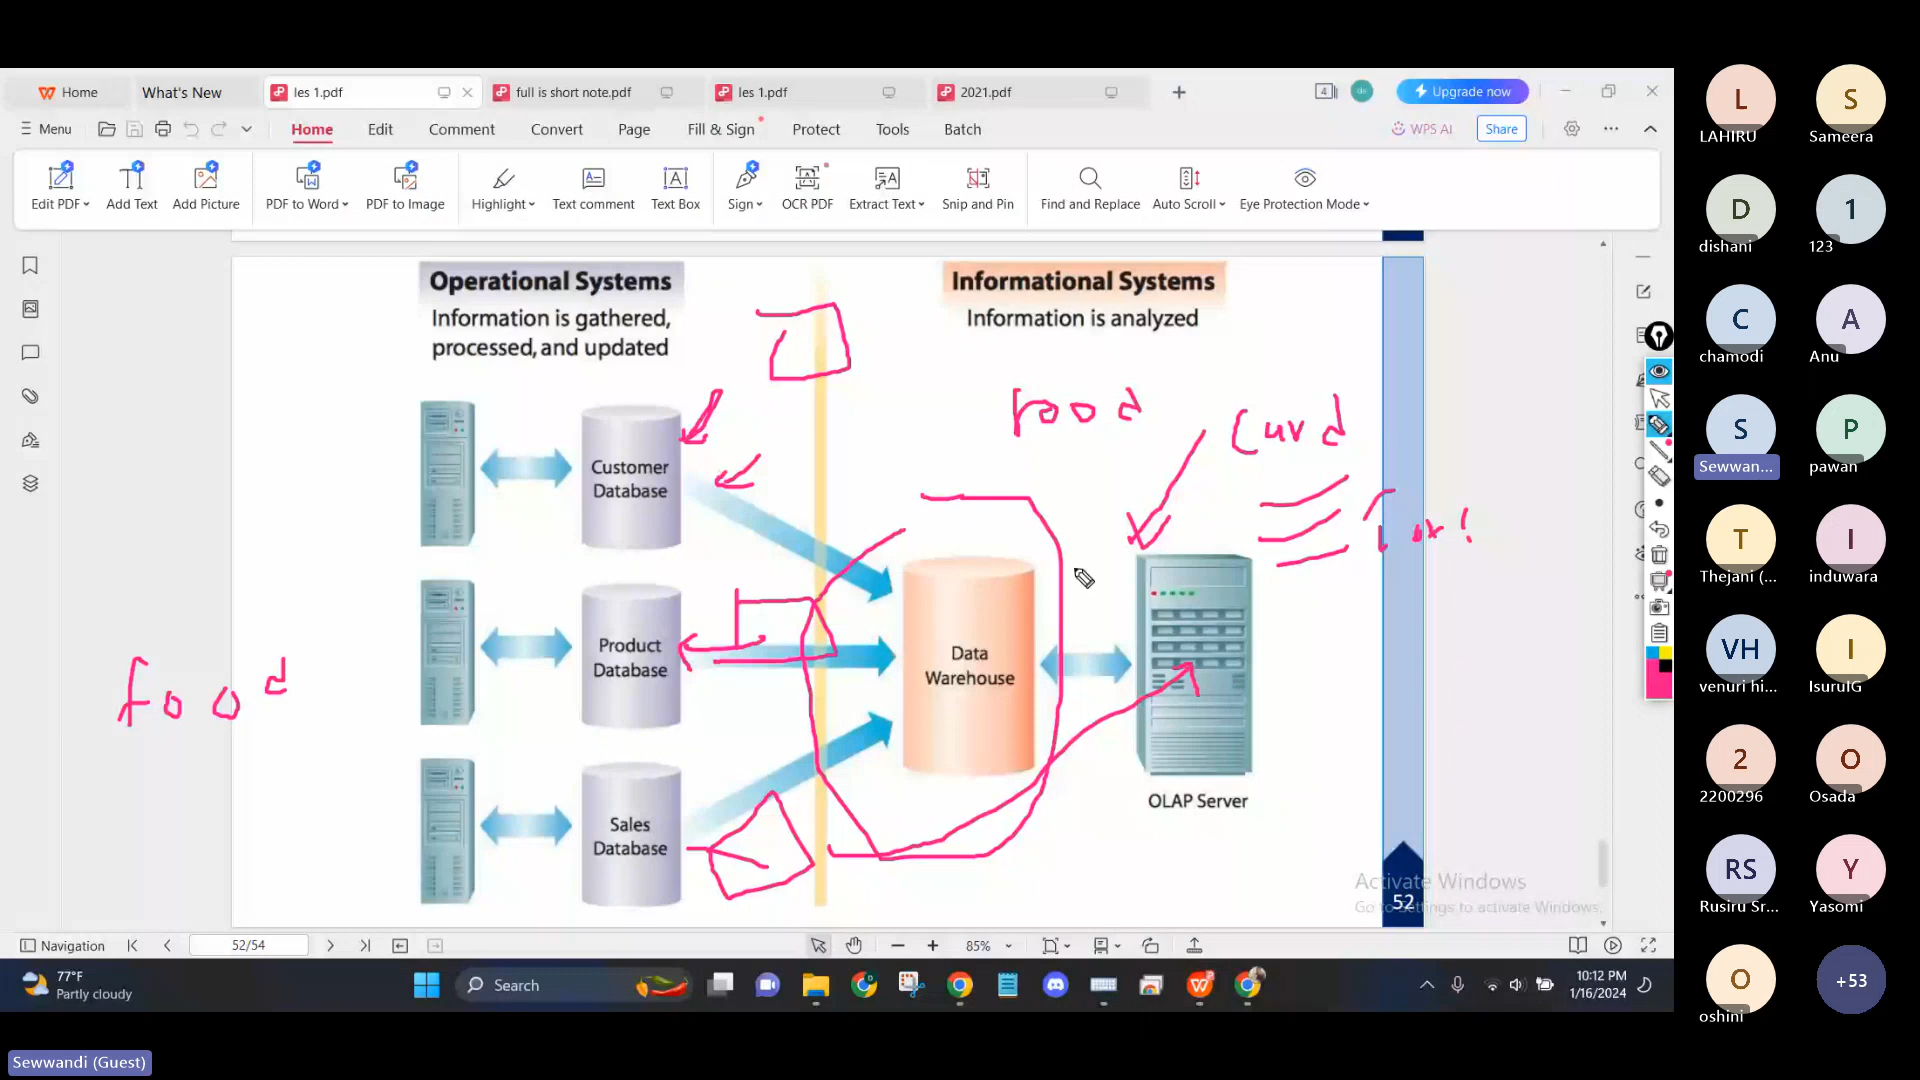 Home
What's New
les 1.pdf
full is short note.pdf
les 1.pdf
2021.pdf
4
Upgrade now
Menu
Home
Edit
Comment
Convert
Page
Fill & Sign
Protect
Tools
Batch
WPS AI
Share
Edit PDF
Add Text
Add Picture
PDF to Word
PDF to Image
Highlight
Text comment
Text Box
Sign
OCR PDF
Extract Text
Snip and Pin
Find and Replace
Auto Scroll
Eye Protection Mode
Operational Systems
Information is gathered,
processed, and updated
Informational Systems
Information is analyzed
Customer
Database
Product
Database
Sales
Database
Data
Warehouse
OLAP Server
food
food
Curd
52
Activate Windows
Go to Settings to activate Windows.
Navigation
52/54
85%
77°F
Partly cloudy
Search
10:12 PM
1/16/2024
L
LAHIRU
S
Sameera
D
dishani
1
123
C
chamodi
A
Anu
S
Sewwan...
P
pawan
T
Thejani (...
I
induwara
VH
venuri hi...
I
IsuruIG
2
2200296
O
Osada
RS
Rusiru Sr...
Y
Yasomi
O
oshini
+53
Sewwandi (Guest)